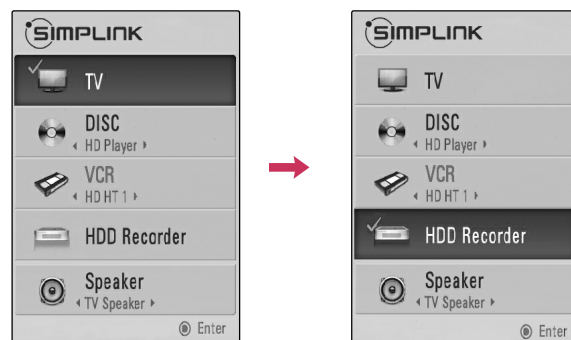 SIMPLINK
TV
DISC
HD Player
VCR
HD HT 1
HDD Recorder
Speaker
TV Speaker
Enter
SIMPLINK
TV
DISC
HD Player
VCR
HD HT 1
HDD Recorder
Speaker
TV Speaker
Enter